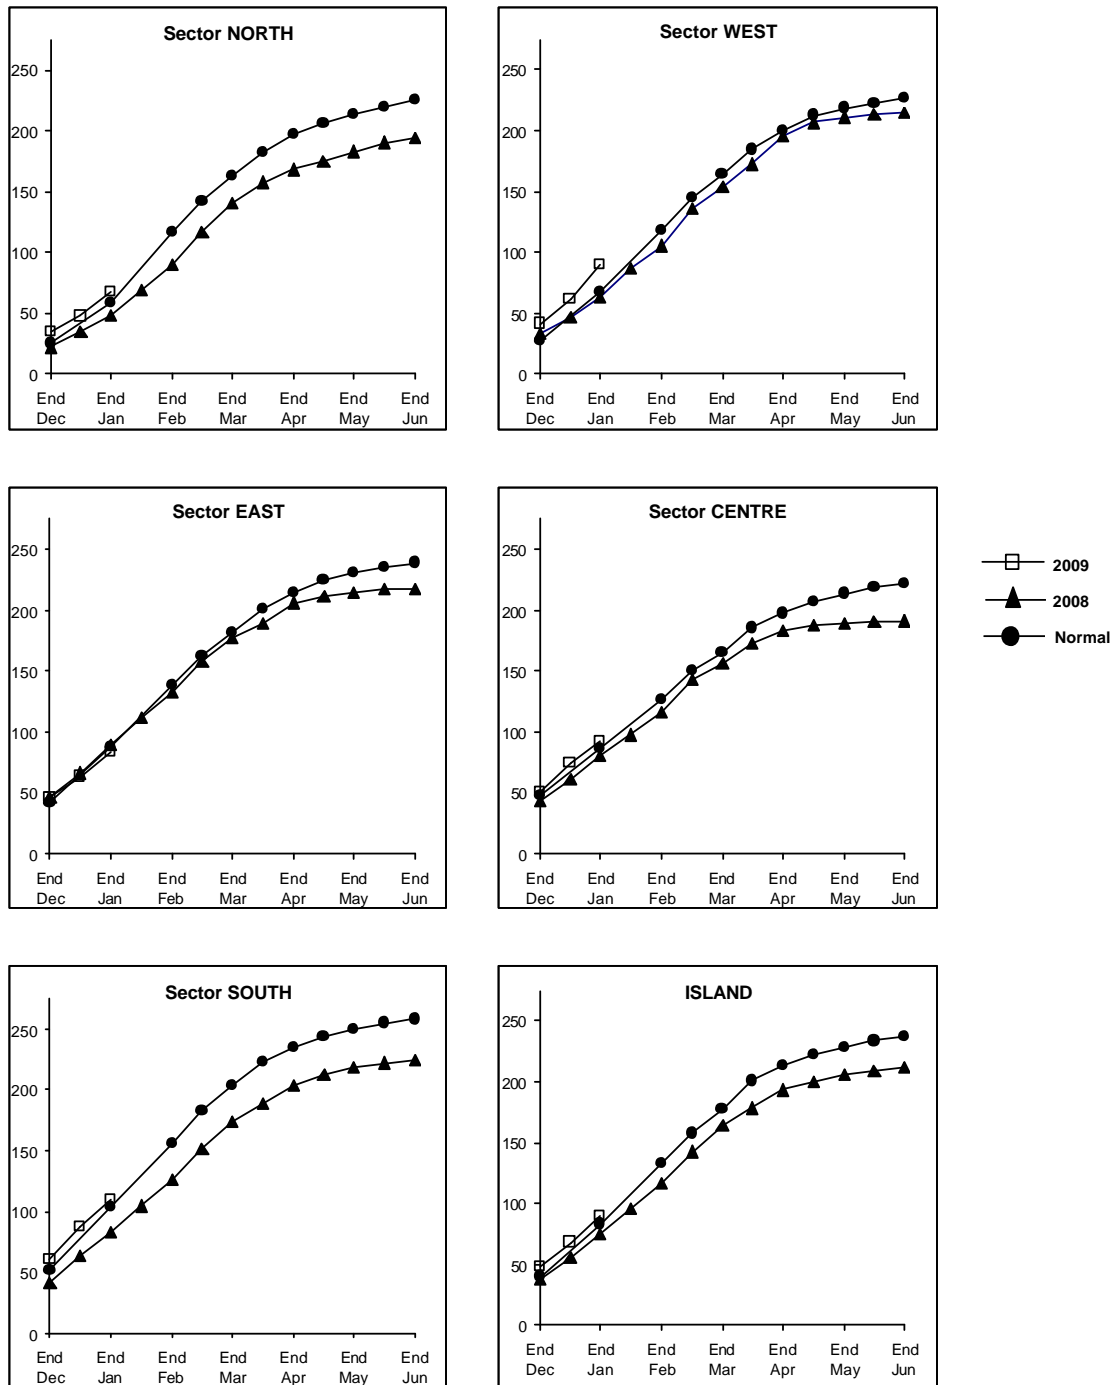 Sector NORTH
250
200
150
100
50
0
End End End End End End End
Dec Jan Feb Mar Apr May Jun
Sector WEST
250
200
150
100
50
0
End End End End End End End
Dec Jan Feb Mar Apr May Jun
Sector EAST
250
200
150
100
50
0
End End End End End End End
Dec Jan Feb Mar Apr May Jun
Sector CENTRE
250
200
150
100
50
0
End End End End End End End
Dec Jan Feb Mar Apr May Jun
2009
2008
Normal
Sector SOUTH
250
200
150
100
50
0
End End End End End End End
Dec Jan Feb Mar Apr May Jun
ISLAND
250
200
150
100
50
0
End End End End End End End
Dec Jan Feb Mar Apr May Jun